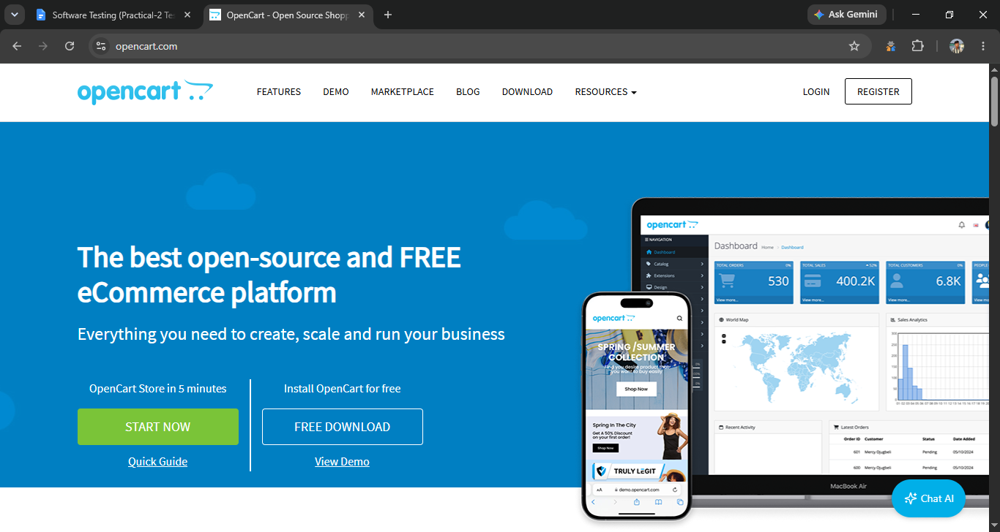 Software Testing (Practical-2 Te
OpenCart - Open Source Shopp
Ask Gemini
opencart.com
opencart
FEATURES
DEMO
MARKETPLACE
BLOG
DOWNLOAD
RESOURCES
LOGIN
REGISTER
The best open-source and FREE
eCommerce platform
Everything you need to create, scale and run your business
OpenCart Store in 5 minutes
START NOW
Quick Guide
Install OpenCart for free
FREE DOWNLOAD
View Demo
opencart
NAVIGATION
Dashboard
Catalog
Extensions
Design
Dashboard
Home > Dashboard
TOTAL ORDERS 0%
530
View more...
TOTAL SALES 52%
400.2K
View more...
TOTAL CUSTOMERS 0%
6.8K
View more...
PEOPLE
View more
World Map
Sales Analytics
Recent Activity
Latest Orders
Order ID Customer Status Date Added
601 Mercy Ojugbeli Pending 05/10/2024
600 Mercy Ojugbeli Pending 05/10/2024
MacBook Air
opencart
SPRING /SUMMER
COLLECTION
Find you desire product that
you want to buy easily
Shop Now
Spring In The City
Get A 50% Discount
on your first order!
Shop Now
TRULY LEGIT
AA
demo.opencart.com
Chat AI